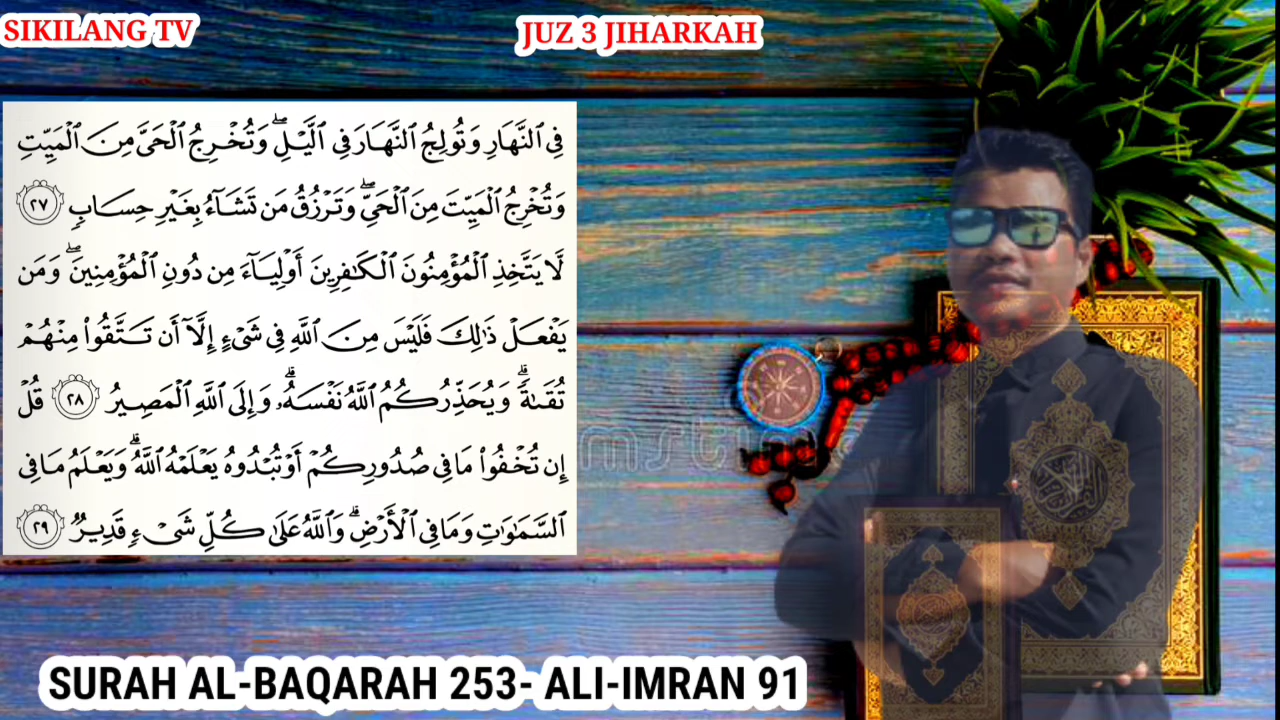 SIKILANG TV
JUZ 3 JIHARKAH
فِي ٱلنَّهَارِ وَتُولِجُ ٱلنَّهَارَ فِي ٱلَّيۡلِۖ وَتُخۡرِجُ ٱلۡحَيَّ مِنَ ٱلۡمَيِّتِ
وَتُخۡرِجُ ٱلۡمَيِّتَ مِنَ ٱلۡحَيِّۖ وَتَرۡزُقُ مَن تَشَآءُ بِغَيۡرِ حِسَابٖ ٢٧
لَّا يَتَّخِذِ ٱلۡمُؤۡمِنُونَ ٱلۡكَٰفِرِينَ أَوۡلِيَآءَ مِن دُونِ ٱلۡمُؤۡمِنِينَۖ وَمَن
يَفۡعَلۡ ذَٰلِكَ فَلَيۡسَ مِنَ ٱللَّهِ فِي شَيۡءٍ إِلَّآ أَن تَتَّقُواْ مِنۡهُمۡ
تُقَىٰةٗۗ وَيُحَذِّرُكُمُ ٱللَّهُ نَفۡسَهُۥۗ وَإِلَى ٱللَّهِ ٱلۡمَصِيرُ ٢٨ قُلۡ
إِن تُخۡفُواْ مَا فِي صُدُورِكُمۡ أَوۡ تُبۡدُوهُ يَعۡلَمۡهُ ٱللَّهُۗ وَيَعۡلَمُ مَا فِي
ٱلسَّمَٰوَٰتِ وَمَا فِي ٱلۡأَرۡضِۗ وَٱللَّهُ عَلَىٰ كُلِّ شَيۡءٖ قَدِيرٞ ٢٩
SURAH AL-BAQARAH 253- ALI-IMRAN 91